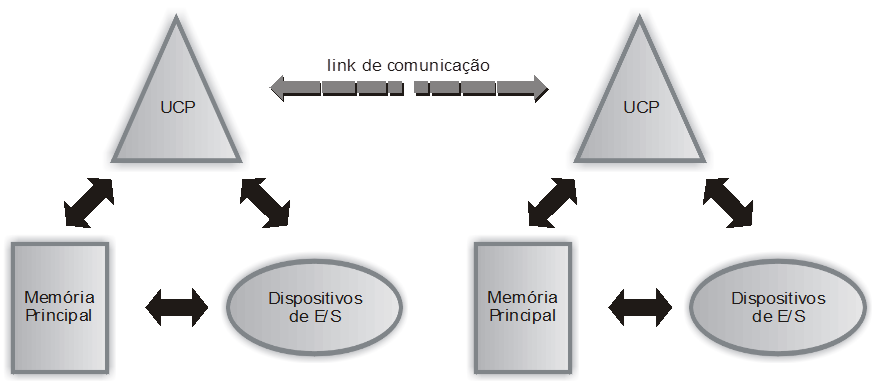 link de comunicação
UCP
UCP
Memória
Principal
Dispositivos
de E/S
Memória
Principal
Dispositivos
de E/S